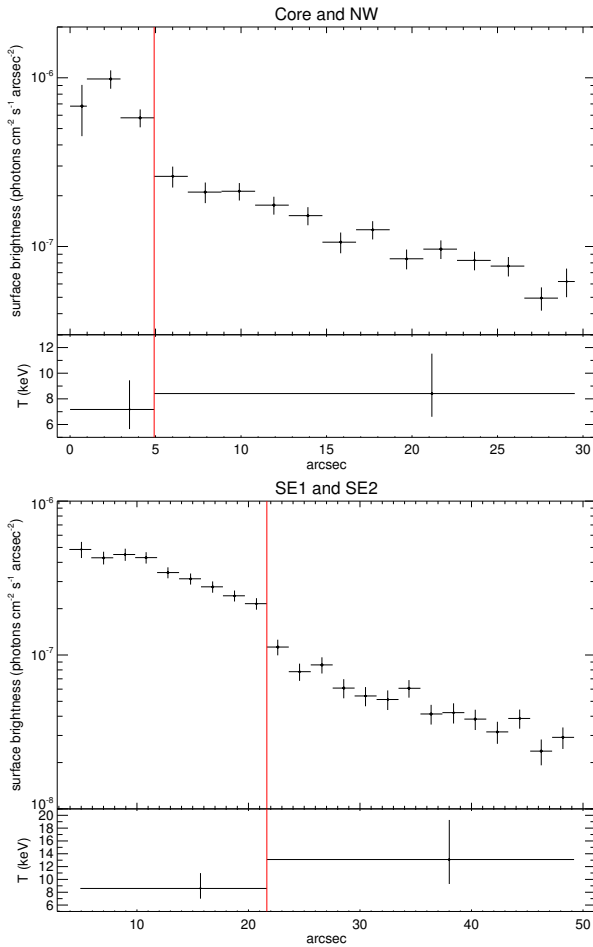 Core and NW
surface brightness (photons cm⁻² s⁻¹ arcsec⁻²)
10⁻⁶
10⁻⁷
T (keV)
12
10
8
6
0 5 10 15 20 25 30
arcsec
SE1 and SE2
surface brightness (photons cm⁻² s⁻¹ arcsec⁻²)
10⁻⁶
10⁻⁷
10⁻⁸
T (keV)
20
18
16
14
12
10
8
6
10 20 30 40 50
arcsec